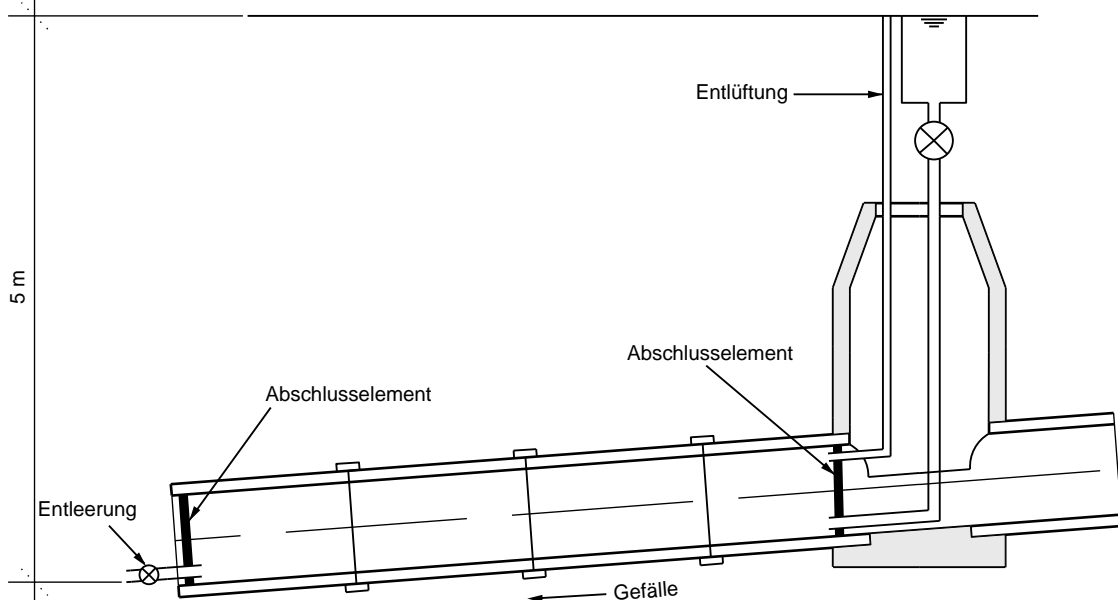 Entlüftung
5 m
Abschlusselement
Abschlusselement
Entleerung
Gefälle